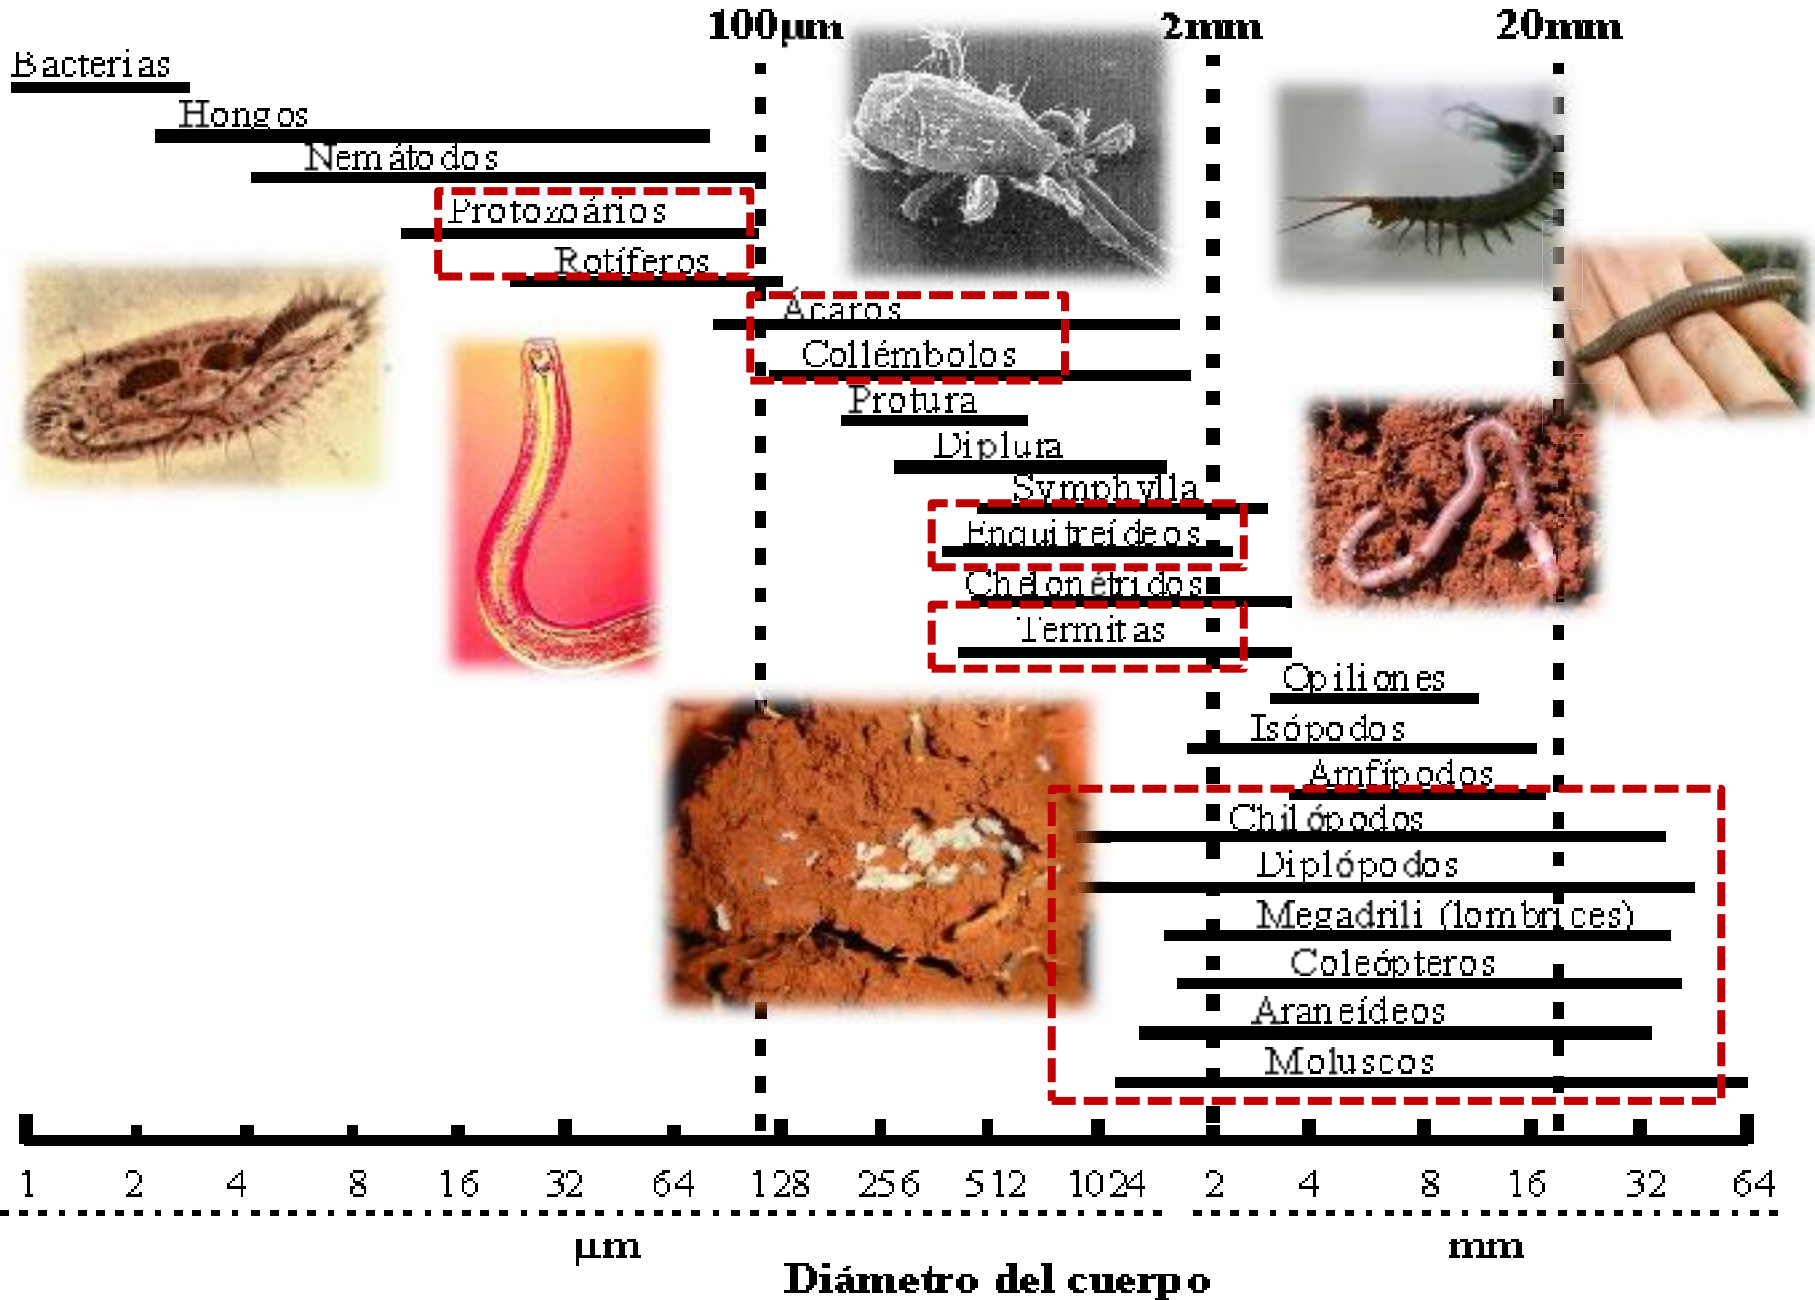 100µm 2mm 20mm
Bacterias
Hongos
Nemátodos
Protozoários
Rotíferos
Ácaros
Collémbolos
Protura
Diplura
Symphylla
Enquitreídeos
Chelonétridos
Termitas
Opiliones
Isópodos
Amfípodos
Chilópodos
Diplópodos
Megadrili (lombrices)
Coleópteros
Araneídeos
Moluscos
1 2 4 8 16 32 64 128 256 512 1024 2 4 8 16 32 64
µm mm
Diámetro del cuerpo